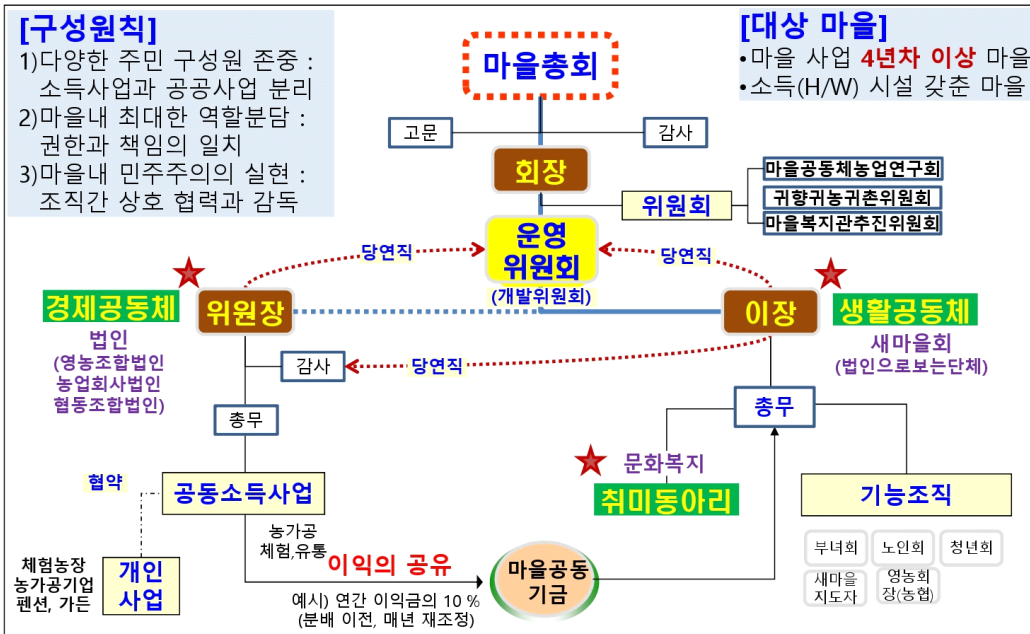 [구성원칙]
1)다양한 주민 구성원 존중 :
소득사업과 공공사업 분리
2)마을내 최대한 역할분담 :
권한과 책임의 일치
3)마을내 민주주의의 실현 :
조직간 상호 협력과 감독
마을총회
[대상 마을]
•마을 사업 4년차 이상 마을
•소득(H/W) 시설 갖춘 마을
고문
감사
회장
위원회
마을공동체농업연구회
귀향귀농귀촌위원회
마을복지관추진위원회
운영
위원회
(개발위원회)
당연직
당연직
경제공동체
위원장
이장
생활공동체
법인
(영농조합법인
농업회사법인
협동조합법인)
새마을회
(법인으로보는단체)
감사
당연직
총무
총무
협약
공동소득사업
문화복지
취미동아리
기능조직
농가공
체험,유통
체험농장
농가공기업
펜션, 가든
개인
사업
이익의 공유
예시) 연간 이익금의 10 %
(분배 이전, 매년 재조정)
마을공동
기금
부녀회
노인회
청년회
새마을
지도자
영농회
장(농협)